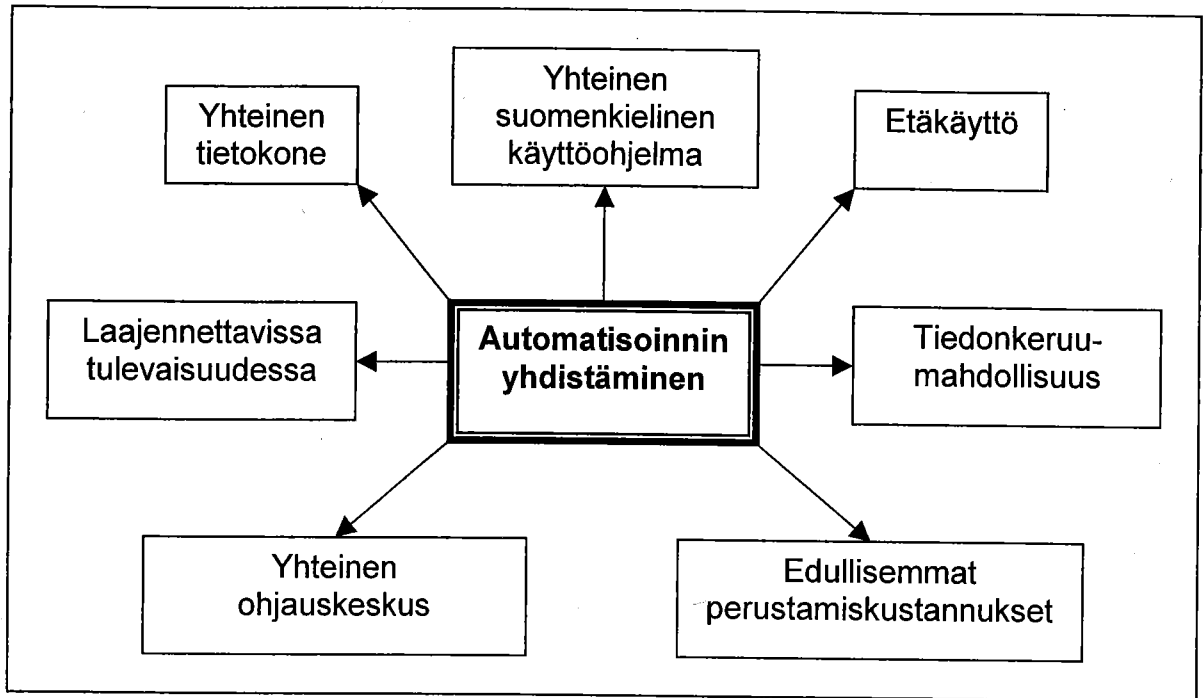 Yhteinen
tietokone
Yhteinen
suomenkielinen
käyttöohjelma
Etäkäyttö
Laajennettavissa
tulevaisuudessa
Automatisoinnin
yhdistäminen
Tiedonkeruu-
mahdollisuus
Yhteinen
ohjauskeskus
Edullisemmat
perustamiskustannukset